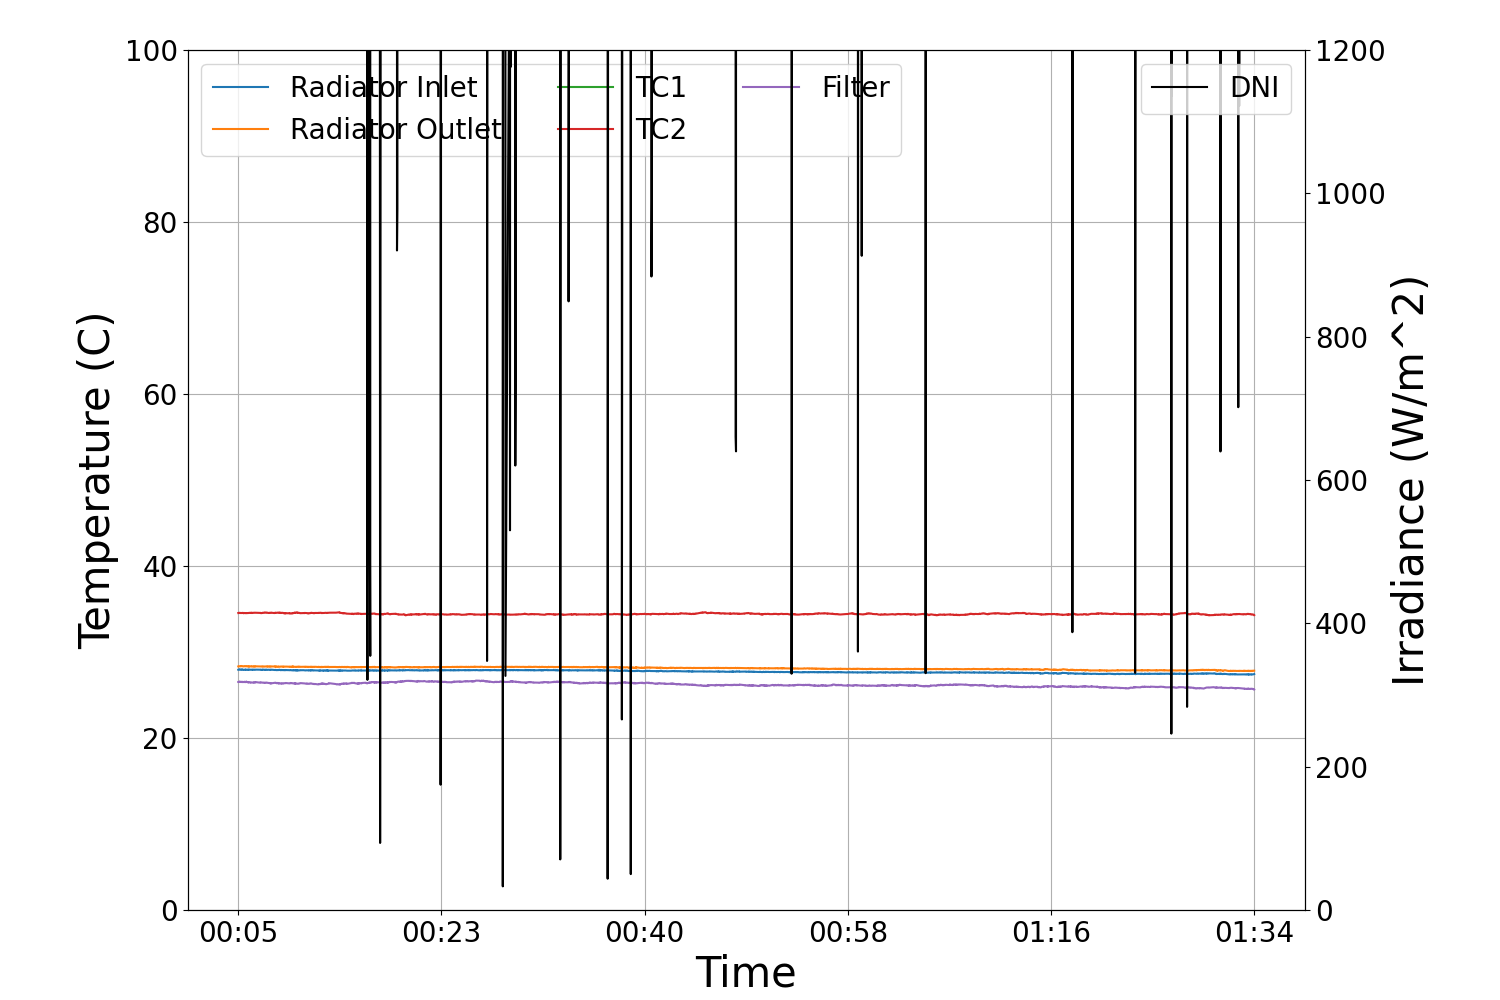 100
80
60
40
20
0
Temperature (C)
Radiator Inlet
Radiator Outlet
TC1
TC2
Filter
DNI
1200
1000
800
600
400
200
0
Irradiance (W/m^2)
00:05 00:23 00:40 00:58 01:16 01:34
Time